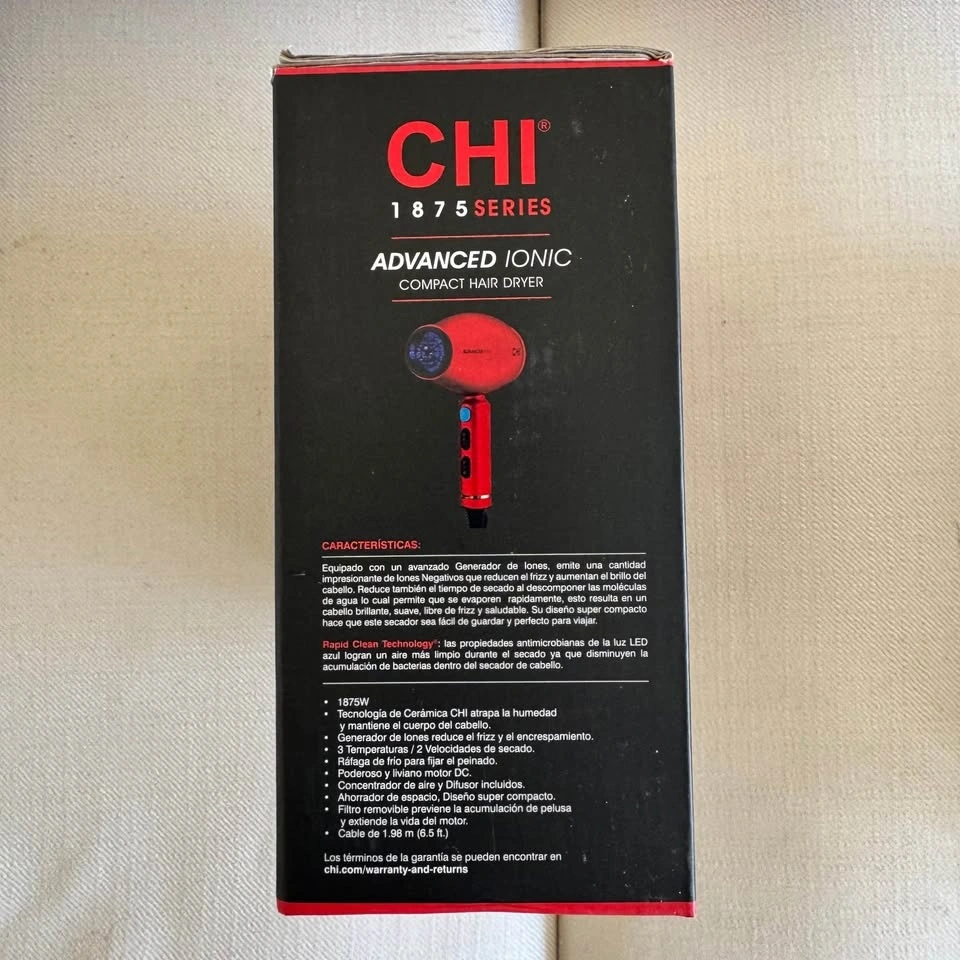 CHI®
1875 SERIES
ADVANCED IONIC
COMPACT HAIR DRYER
CARACTERÍSTICAS:
Equipado con un avanzado Generador de Iones, emite una cantidad
impresionante de Iones Negativos que reducen el frizz y aumentan el brillo del
cabello. Reduce también el tiempo de secado al descomponer las moléculas
de agua lo cual permite que se evaporen rapidamente, esto resulta en un
cabello brillante, suave, libre de frizz y saludable. Su diseño super compacto
hace que este secador sea fácil de guardar y perfecto para viajar.
Rapid Clean Technology®: las propiedades antimicrobianas de la luz LED
azul logran un aire más limpio durante el secado ya que disminuyen la
acumulación de bacterias dentro del secador de cabello.
• 1875W
• Tecnología de Cerámica CHI atrapa la humedad
y mantiene el cuerpo del cabello.
• Generador de Iones reduce el frizz y el encrespamiento.
• 3 Temperaturas / 2 Velocidades de secado.
• Ráfaga de frío para fijar el peinado.
• Poderoso y liviano motor DC.
• Concentrador de aire y Difusor incluidos.
• Ahorrador de espacio, Diseño super compacto.
• Filtro removible previene la acumulación de pelusa
y extiende la vida del motor.
• Cable de 1.98 m (6.5 ft.)
Los términos de la garantía se pueden encontrar en
chi.com/warranty-and-returns